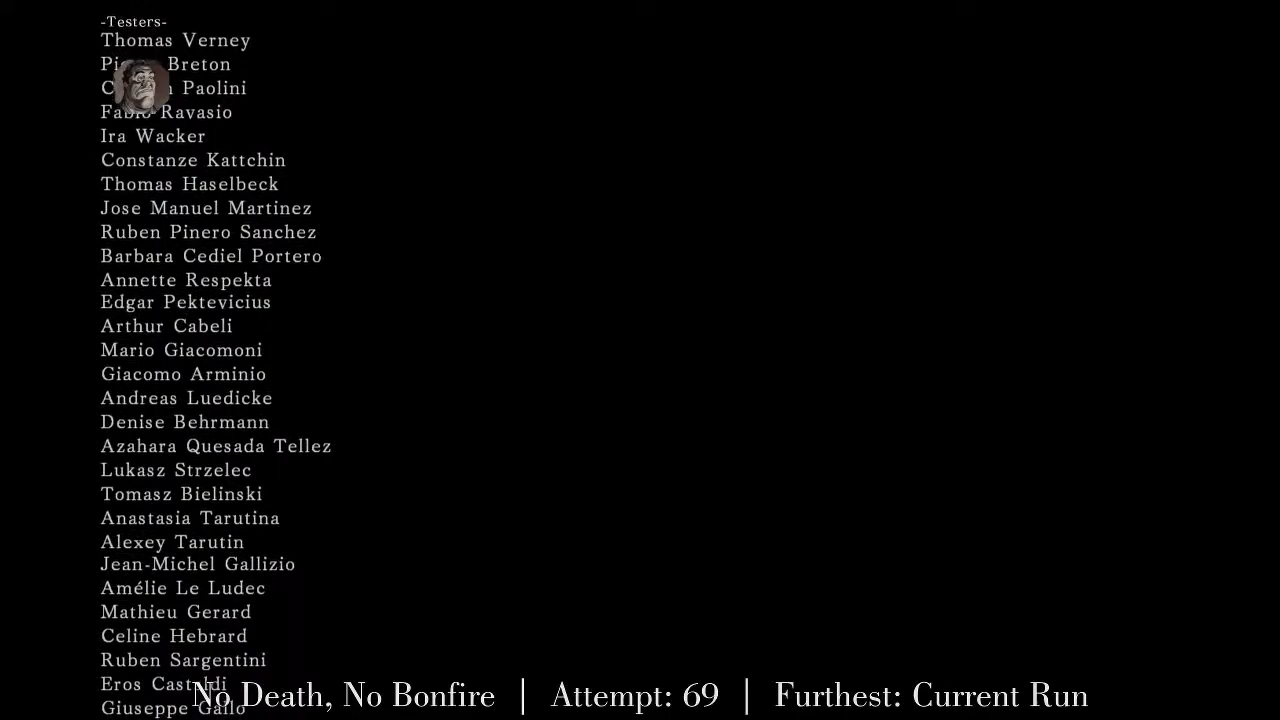 -Testers-
Thomas Verney
Breton
Paolini
Fabio Ravasio
Ira Wacker
Constanze Kattchin
Thomas Haselbeck
Jose Manuel Martinez
Ruben Pinero Sanchez
Barbara Cediel Portero
Annette Respekta
Edgar Pektevicius
Arthur Cabeli
Mario Giacomoni
Giacomo Arminio
Andreas Luedicke
Denise Behrmann
Azahara Quesada Tellez
Lukasz Strzelec
Tomasz Bielinski
Anastasia Tarutina
Alexey Tarutin
Jean-Michel Gallizio
Amélie Le Ludec
Mathieu Gerard
Celine Hebrard
Ruben Sargentini
Eros Castaldi
No Death, No Bonfire | Attempt: 69 | Furthest: Current Run
Giuseppe Gallo